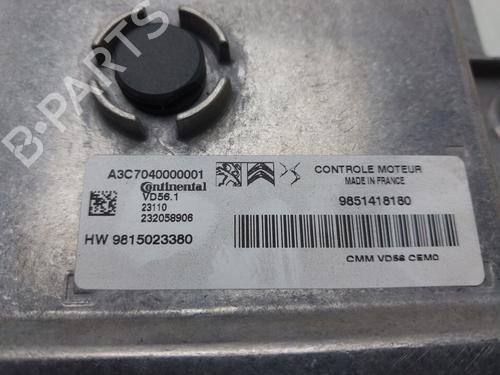 B-PARTS
A3C7040000001
Continental
VD56.1
23110
232058906
HW 9815023380
CONTROLE MOTEUR
MADE IN FRANCE
9851418180
CMM VD56 CEM0